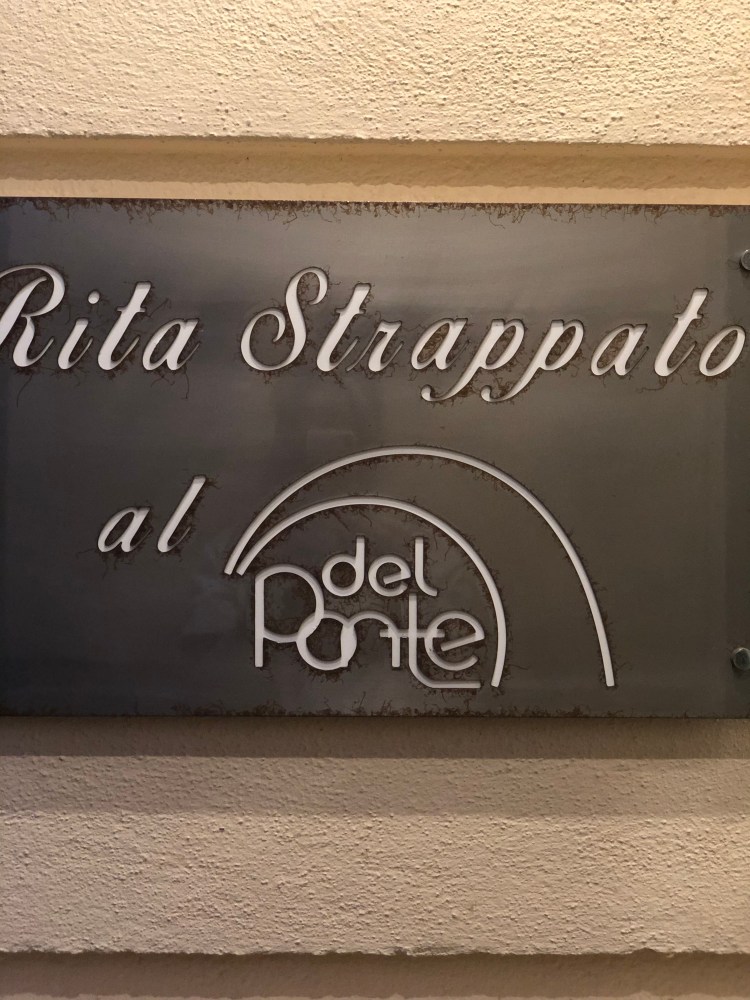 Rita Strappato
al
del
Ponte